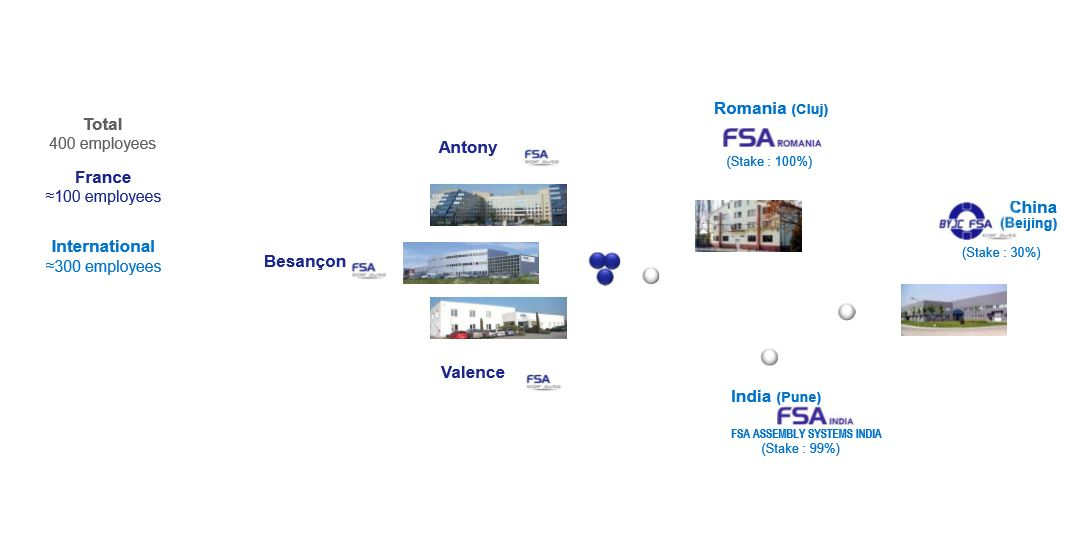 Total
400 employees
France
≈100 employees
International
≈300 employees
Antony
FSA
Besançon
FSA
Valence
FSA
Romania (Cluj)
FSA ROMANIA
(Stake : 100%)
China
(Beijing)
BYJC FSA
(Stake : 30%)
India (Pune)
FSA INDIA
FSA ASSEMBLY SYSTEMS INDIA
(Stake : 99%)